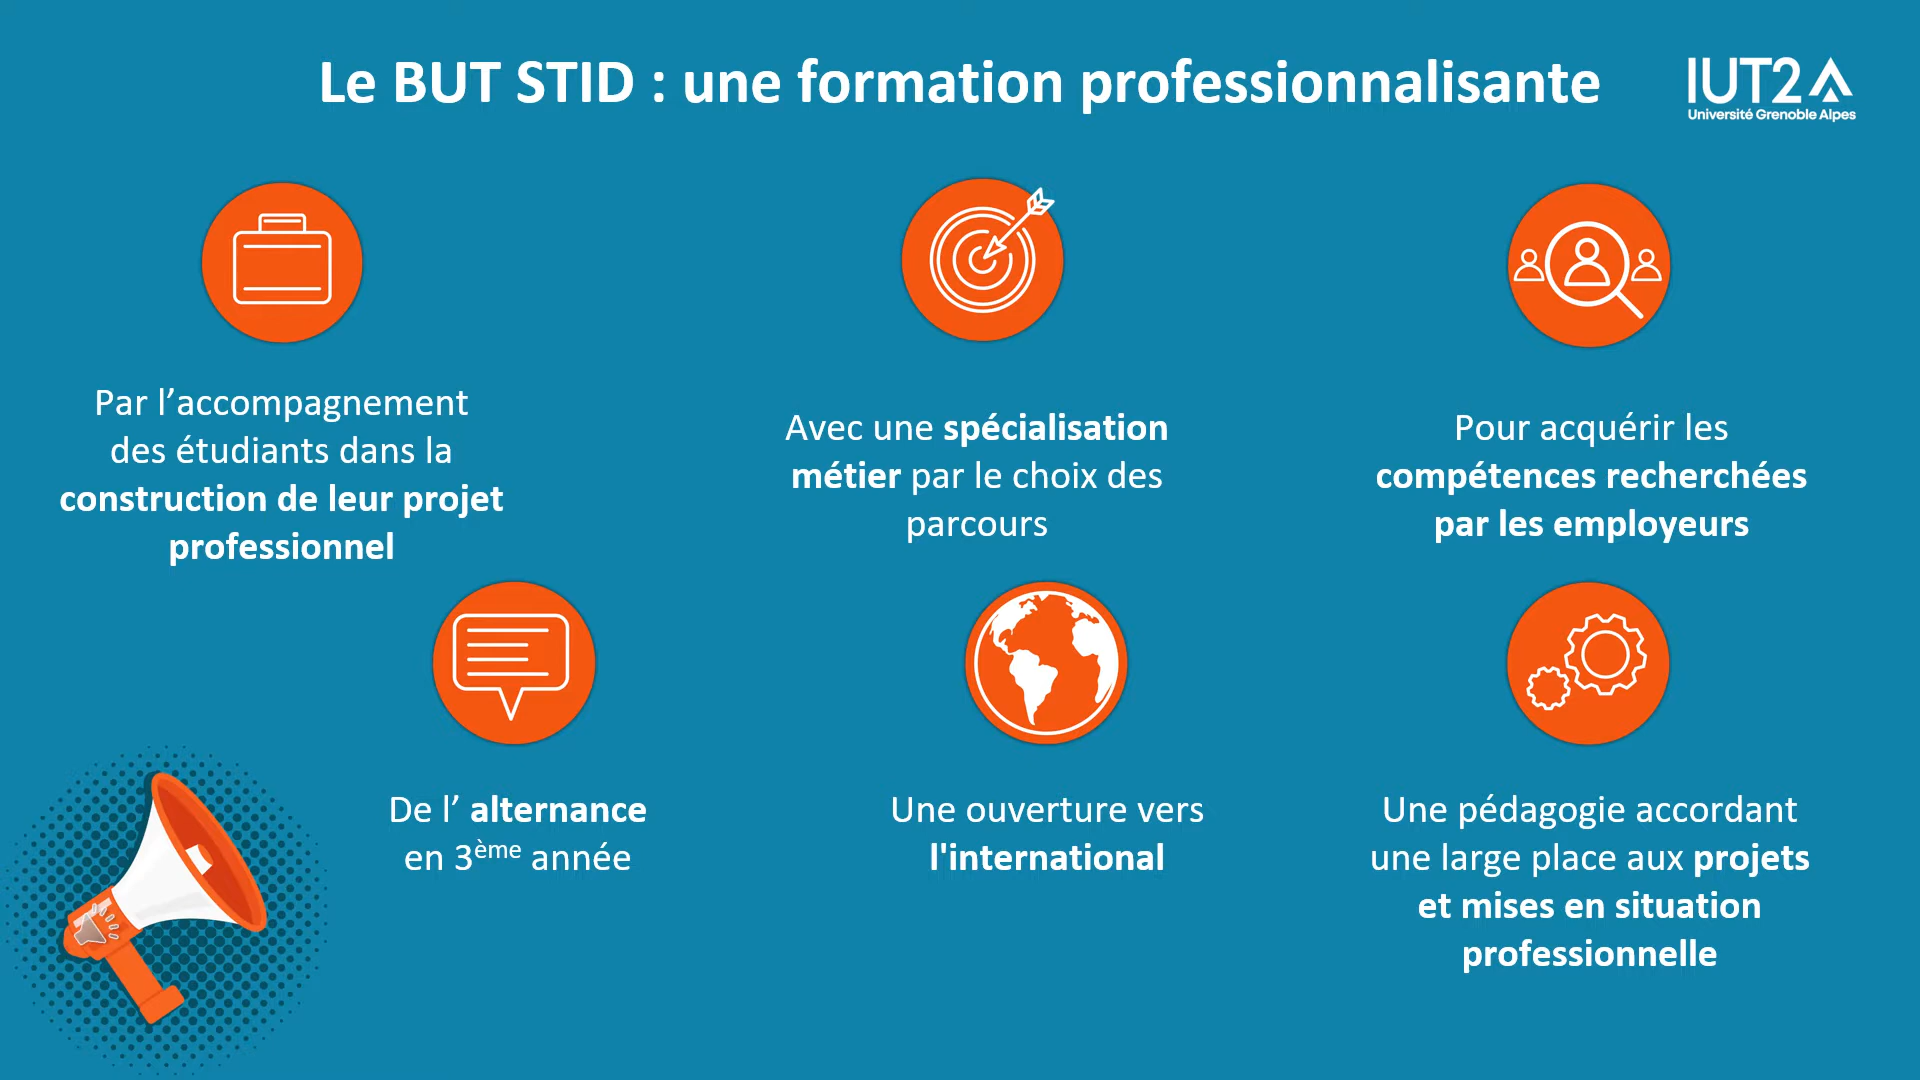 Le BUT STID : une formation professionnalisante
IUT2
Université Grenoble Alpes
Par l’accompagnement
des étudiants dans la
construction de leur projet
professionnel
Avec une spécialisation
métier par le choix des
parcours
Pour acquérir les
compétences recherchées
par les employeurs
De l’ alternance
en 3ème année
Une ouverture vers
l'international
Une pédagogie accordant
une large place aux projets
et mises en situation
professionnelle